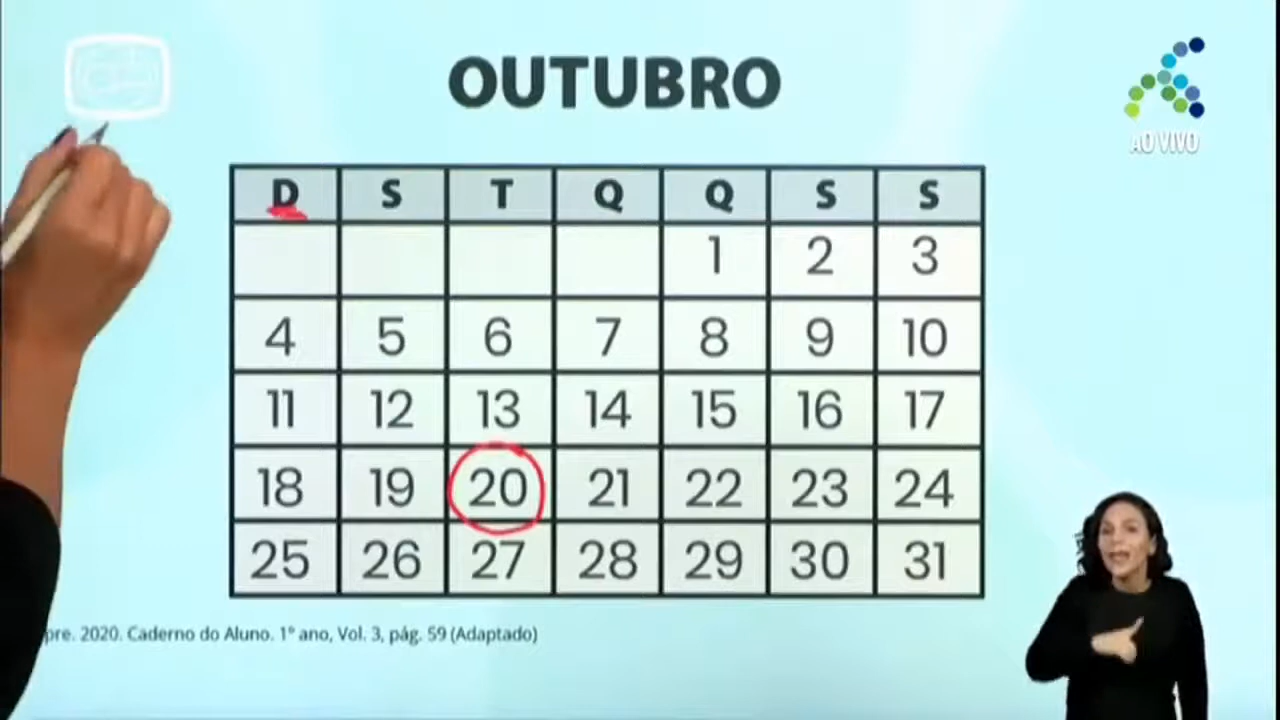 OUTUBRO
AO VIVO
D S T Q Q S S
1 2 3
4 5 6 7 8 9 10
11 12 13 14 15 16 17
18 19 20 21 22 23 24
25 26 27 28 29 30 31
pre. 2020. Caderno do Aluno. 1º ano, Vol. 3, pág. 59 (Adaptado)